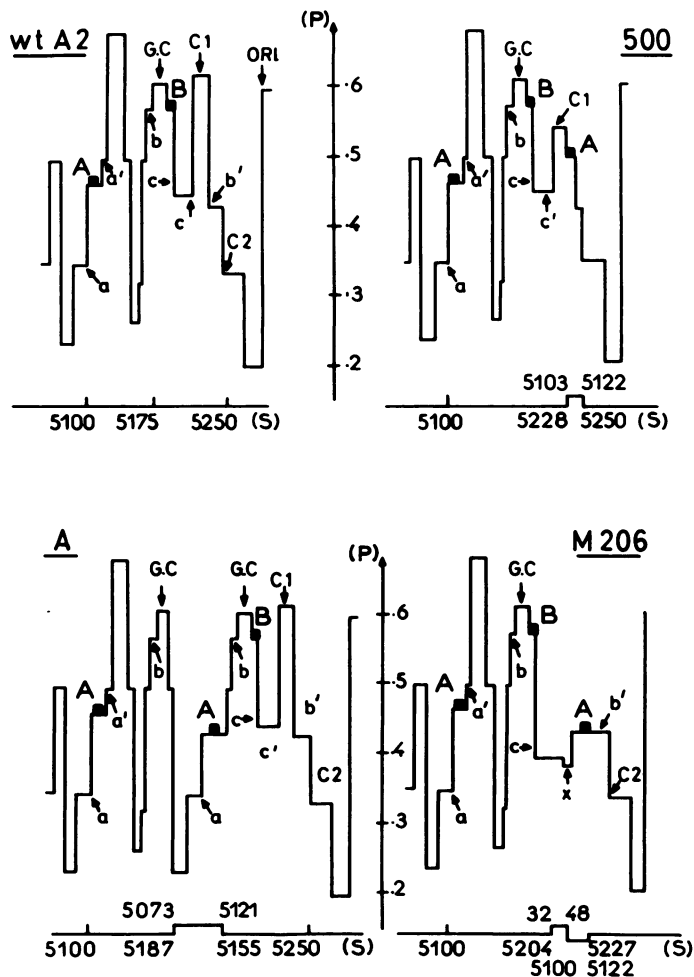 wt A2
(P)
500
G.C
C1
ORI.
B
A
b
a'
c
c
b'
C2
a
.6
.5
.4
.3
.2
5100
5175
5250
(S)
G.C
B
C1
A
A
b
a'
c
c'
a
5103
5122
5100
5228
5250
(S)
A
(P)
M 206
G.C
G.C
C1
B
A
a'
b
b
A
c
c'
b'
C2
a
a
.6
.5
.4
.3
.2
5073
5121
5100
5187
5155
5250
(S)
G.C
B
A
a'
b
A
b'
c
x
C2
a
32
48
5100
5204
5227
(S)
5100
5122